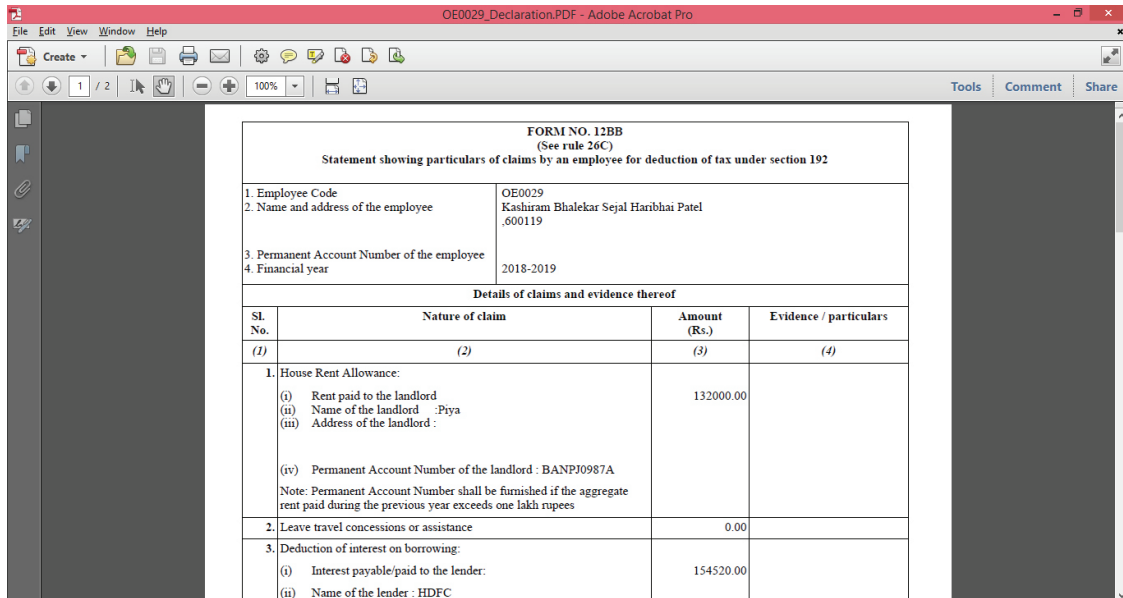 OE0029_Declaration.PDF - Adobe Acrobat Pro
File Edit View Window Help
Create
1 / 2 100% Tools Comment Share
FORM NO. 12BB
(See rule 26C)
Statement showing particulars of claims by an employee for deduction of tax under section 192
1. Employee Code OE0029
2. Name and address of the employee Kashiram Bhalekar Sejal Haribhai Patel
,600119
3. Permanent Account Number of the employee
4. Financial year 2018-2019
Details of claims and evidence thereof
Sl. No. Nature of claim Amount (Rs.) Evidence / particulars
(1) (2) (3) (4)
1. House Rent Allowance:
(i) Rent paid to the landlord 132000.00
(ii) Name of the landlord :Piya
(iii) Address of the landlord :
(iv) Permanent Account Number of the landlord : BANPJ0987A
Note: Permanent Account Number shall be furnished if the aggregate
rent paid during the previous year exceeds one lakh rupees
2. Leave travel concessions or assistance 0.00
3. Deduction of interest on borrowing:
(i) Interest payable/paid to the lender: 154520.00
(ii) Name of the lender : HDFC